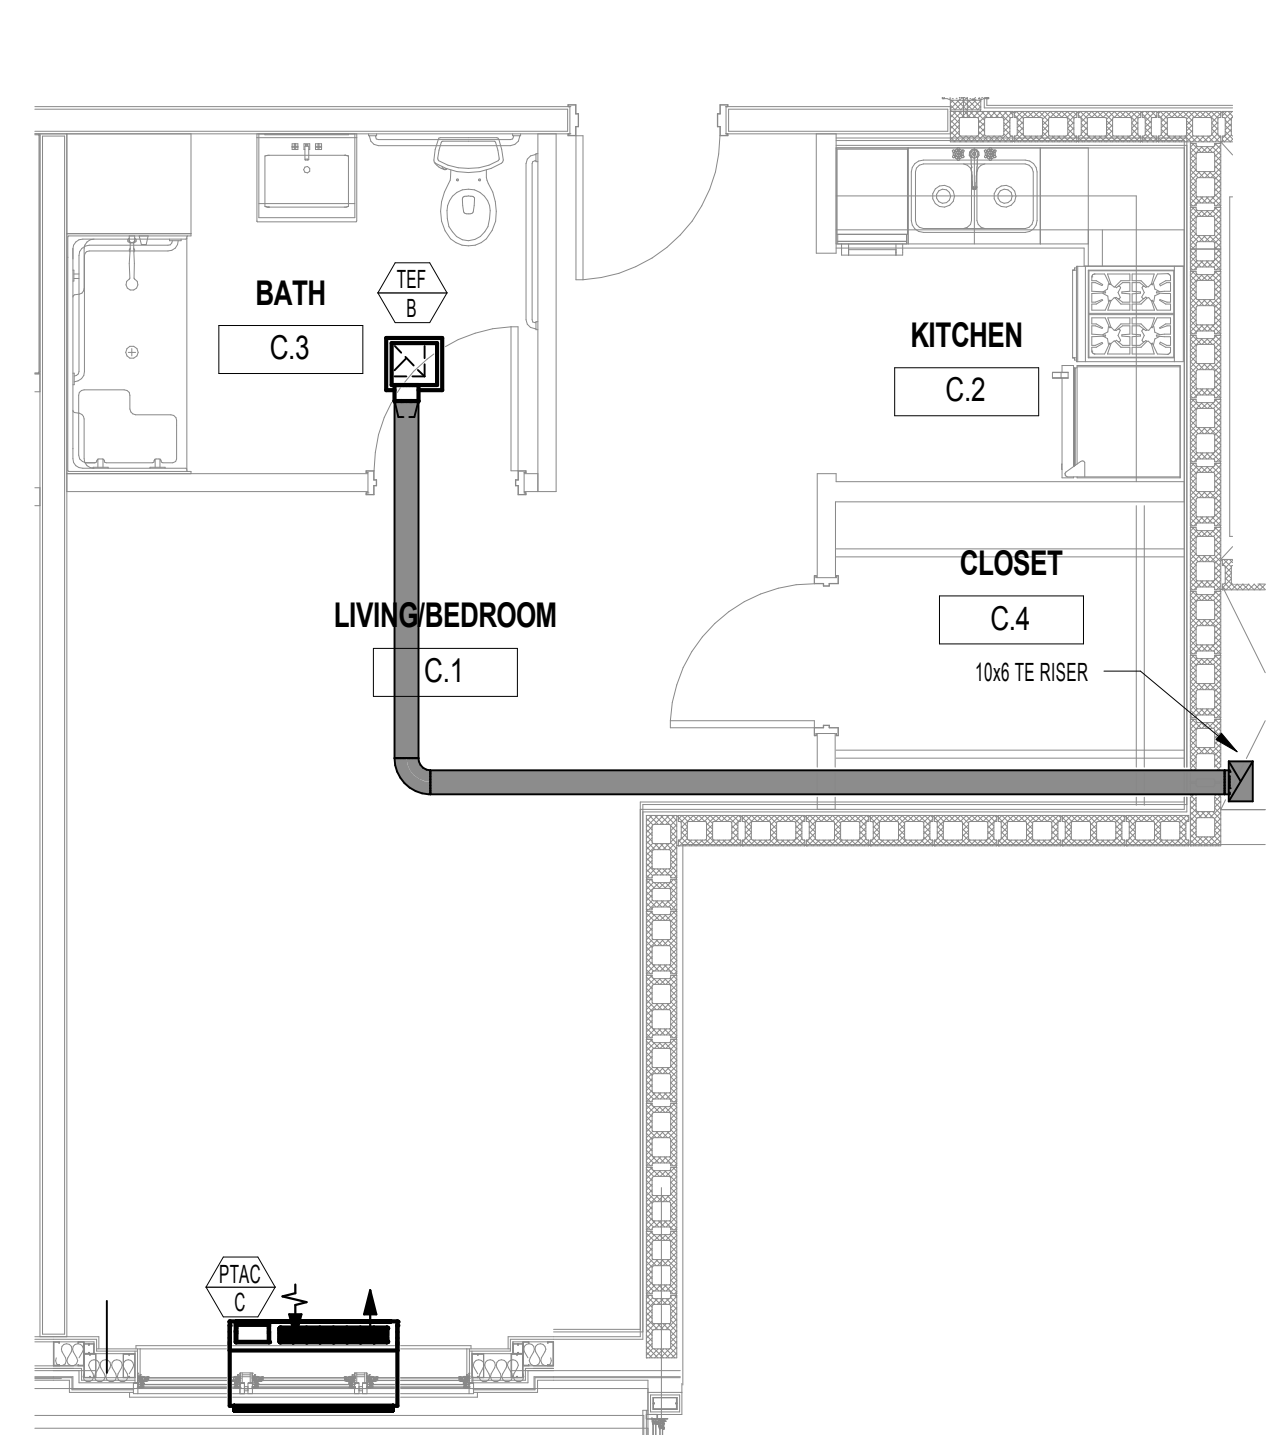 TEF
B
BATH
C.3
KITCHEN
C.2
CLOSET
C.4
LIVING/BEDROOM
C.1
10x6 TE RISER
PTAC
C